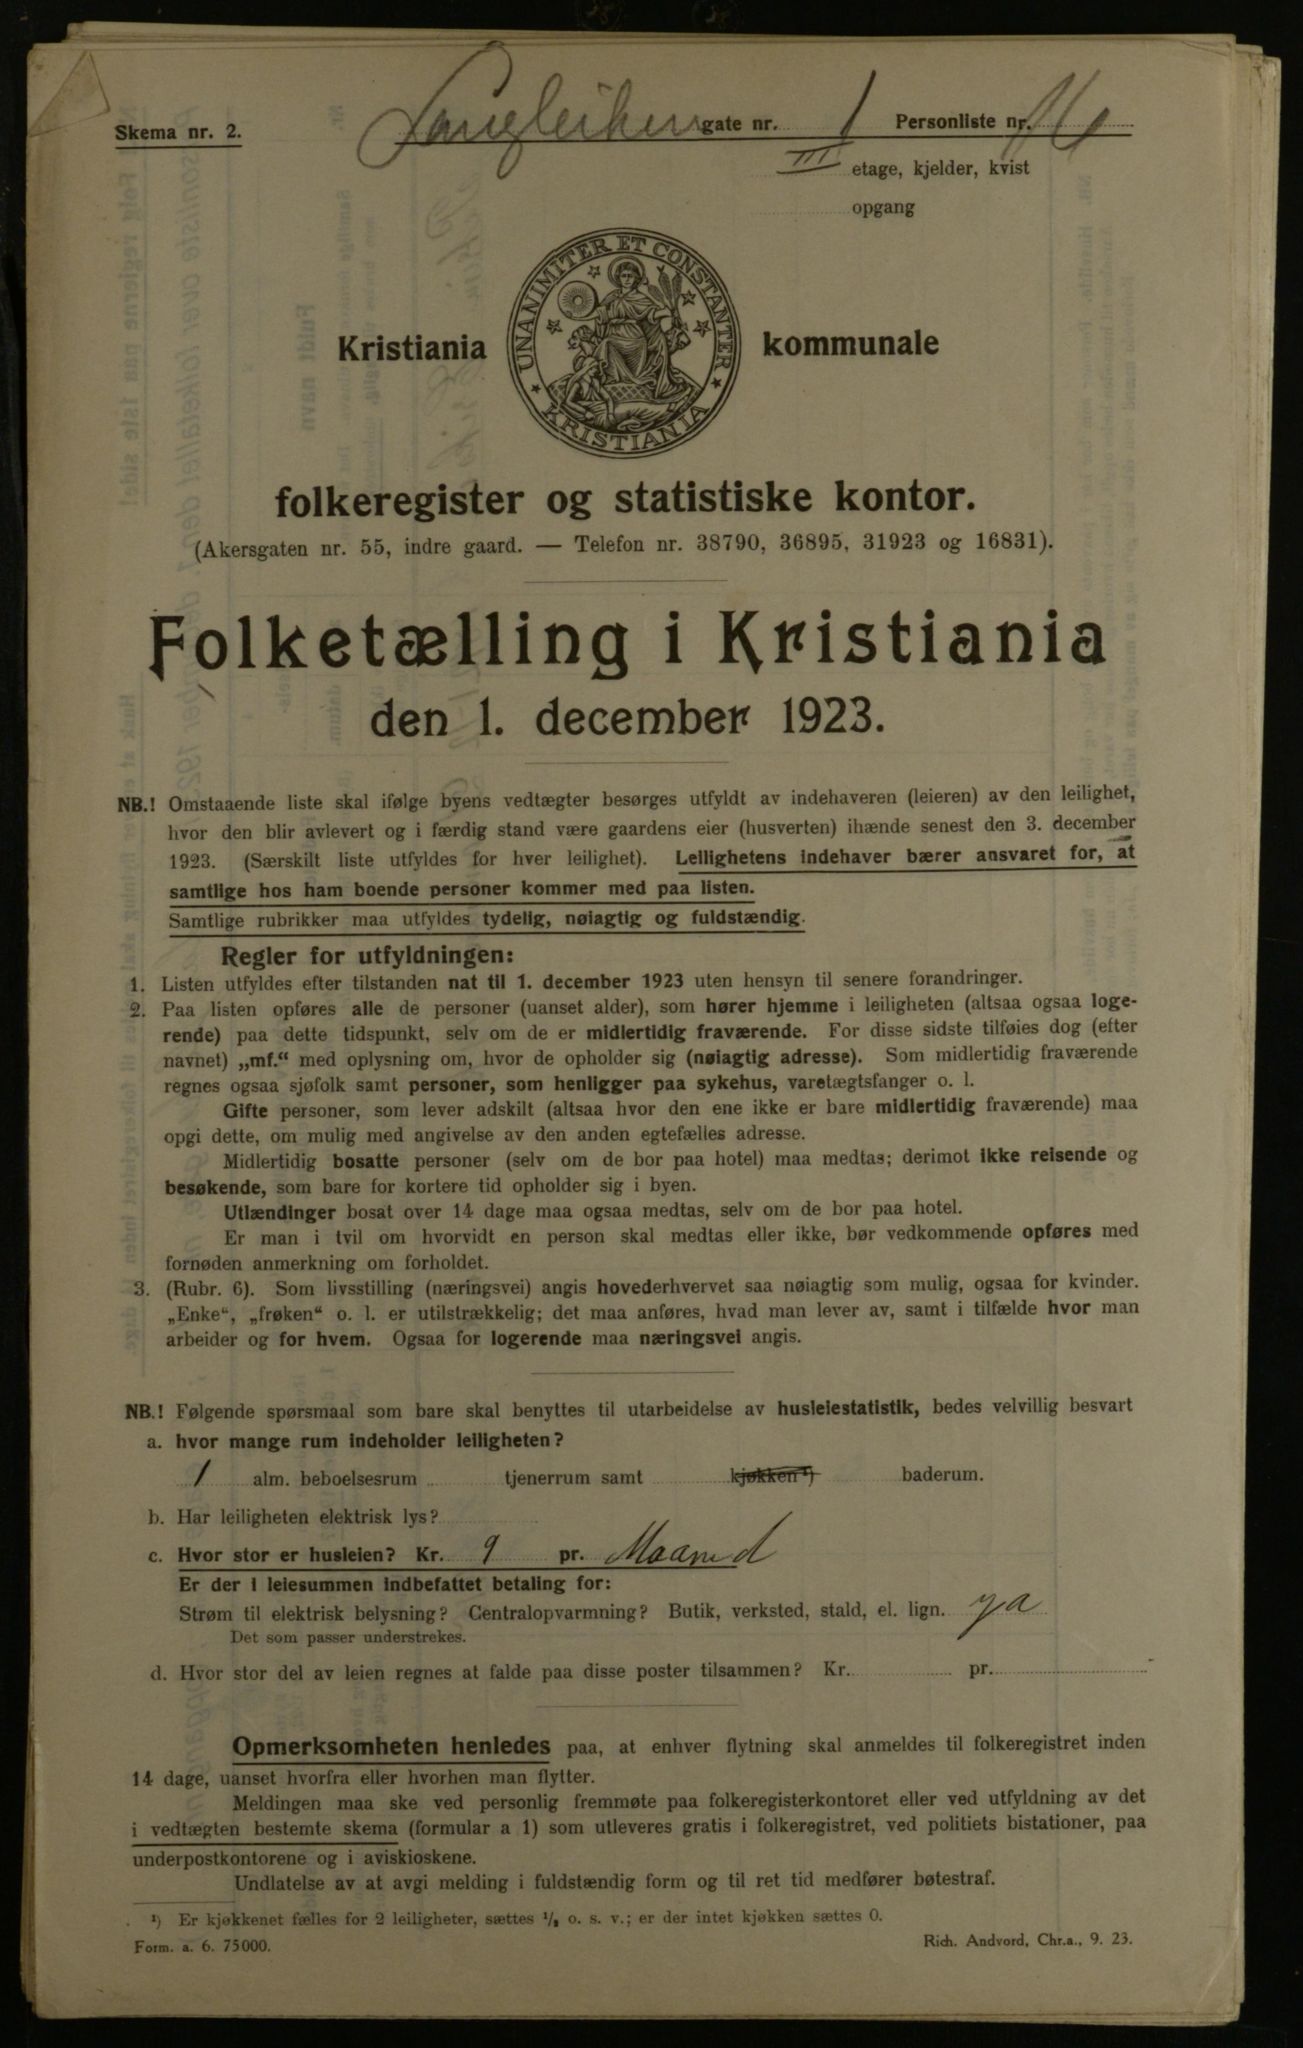 Skema nr. 2.
Langleiken gate nr. 1 Personliste nr.
III etage, kjelder, kvist
opgang
UNANIMITER ET CONSTANTER
KRISTIANIA
Kristiania kommunale
folkeregister og statistiske kontor.
(Akersgaten nr. 55, indre gaard. — Telefon nr. 38790, 36895, 31923 og 16831).
Folketælling i Kristiania
den 1. december 1923.
NB.! Omstaaende liste skal ifølge byens vedtægter besørges utfyldt av indehaveren (leieren) av den leilighet,
hvor den blir avlevert og i færdig stand være gaardens eier (husverten) ihænde senest den 3. december
1923. (Særskilt liste utfyldes for hver leilighet). Leilighetens indehaver bærer ansvaret for, at
samtlige hos ham boende personer kommer med paa listen.
Samtlige rubrikker maa utfyldes tydelig, nøiagtig og fuldstændig.
Regler for utfyldningen:
1. Listen utfyldes efter tilstanden nat til 1. december 1923 uten hensyn til senere forandringer.
2. Paa listen opføres alle de personer (uanset alder), som hører hjemme i leiligheten (altsaa ogsaa loge-
rende) paa dette tidspunkt, selv om de er midlertidig fraværende. For disse sidste tilføies dog (efter
navnet) „mf.“ med oplysning om, hvor de opholder sig (nøiagtig adresse). Som midlertidig fraværende
regnes ogsaa sjøfolk samt personer, som henligger paa sykehus, varetægtsfanger o. l.
Gifte personer, som lever adskilt (altsaa hvor den ene ikke er bare midlertidig fraværende) maa
opgi dette, om mulig med angivelse av den anden egtefælles adresse.
Midlertidig bosatte personer (selv om de bor paa hotel) maa medtas; derimot ikke reisende og
besøkende, som bare for kortere tid opholder sig i byen.
Utlændinger bosat over 14 dage maa ogsaa medtas, selv om de bor paa hotel.
Er man i tvil om hvorvidt en person skal medtas eller ikke, bør vedkommende opføres med
fornøden anmerkning om forholdet.
3. (Rubr. 6). Som livsstilling (næringsvei) angis hovederhvervet saa nøiagtig som mulig, ogsaa for kvinder.
„Enke“, „frøken“ o. l. er utilstrækkelig; det maa anføres, hvad man lever av, samt i tilfælde hvor man
arbeider og for hvem. Ogsaa for logerende maa næringsvei angis.
NB.! Følgende spørsmaal som bare skal benyttes til utarbeidelse av husleiestatistik, bedes velvillig besvart
a. hvor mange rum indeholder leiligheten?
1 alm. beboelsesrum tjenerrum samt kjøkken¹) baderum.
b. Har leiligheten elektrisk lys?
c. Hvor stor er husleien? Kr. 9 pr. Maaned
Er der i leiesummen indbefattet betaling for:
Strøm til elektrisk belysning? Centralopvarmning? Butik, verksted, stald, el. lign. ya
Det som passer understrekes.
d. Hvor stor del av leien regnes at falde paa disse poster tilsammen? Kr. pr.
Opmerksomheten henledes paa, at enhver flytning skal anmeldes til folkeregistret inden
14 dage, uanset hvorfra eller hvorhen man flytter.
Meldingen maa ske ved personlig fremmøte paa folkeregisterkontoret eller ved utfyldning av det
i vedtægten bestemte skema (formular a 1) som utleveres gratis i folkeregistret, ved politiets bistationer, paa
underpostkontorene og i aviskioskene.
Undlatelse av at avgi melding i fuldstændig form og til ret tid medfører bøtestraf.
¹) Er kjøkkenet fælles for 2 leiligheter, sættes ½ o. s. v.; er der intet kjøkken sættes 0.
Form. a. 6. 75000.
Rich. Andvord, Chr.a., 9. 23.